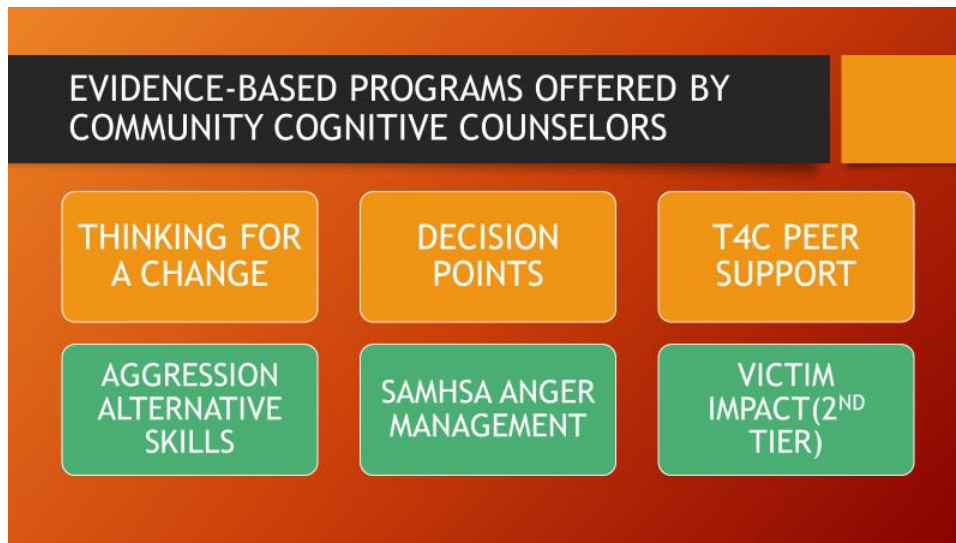 EVIDENCE-BASED PROGRAMS OFFERED BY
COMMUNITY COGNITIVE COUNSELORS
THINKING FOR
A CHANGE
DECISION
POINTS
T4C PEER
SUPPORT
AGGRESSION
ALTERNATIVE
SKILLS
SAMHSA ANGER
MANAGEMENT
VICTIM
IMPACT(2ND
TIER)